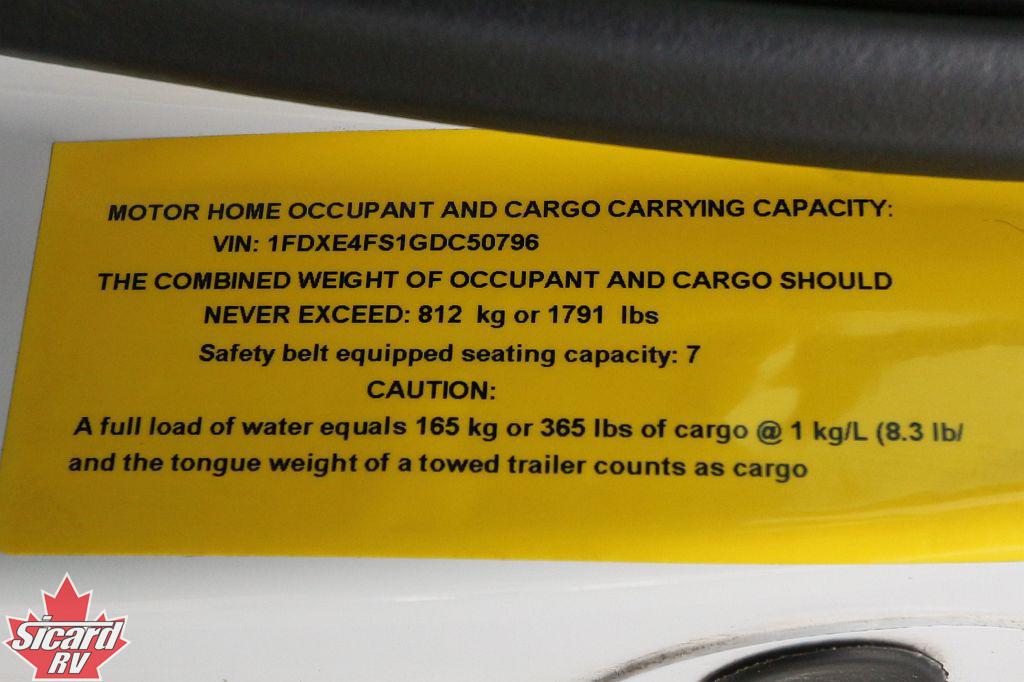 MOTOR HOME OCCUPANT AND CARGO CARRYING CAPACITY:
VIN: 1FDXE4FS1GDC50796
THE COMBINED WEIGHT OF OCCUPANT AND CARGO SHOULD
NEVER EXCEED: 812 kg or 1791 lbs
Safety belt equipped seating capacity: 7
CAUTION:
A full load of water equals 165 kg or 365 lbs of cargo @ 1 kg/L (8.3 lb/
and the tongue weight of a towed trailer counts as cargo
Sicard
RV